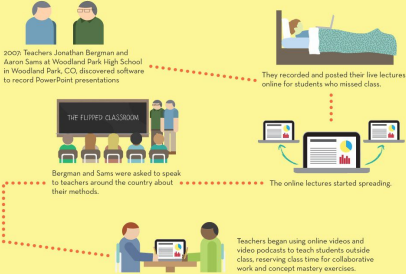 2007: Teachers Jonathan Bergman and
Aaron Sams at Woodland Park High School
in Woodland Park, CO, discovered software
to record PowerPoint presentations
They recorded and posted their live lectures
online for students who missed class.
The online lectures started spreading.
THE FLIPPED CLASSROOM
Bergman and Sams were asked to speak
to teachers around the country about
their methods.
Teachers began using online videos and
video podcasts to teach students outside
class, reserving class time for collaborative
work and concept mastery exercises.